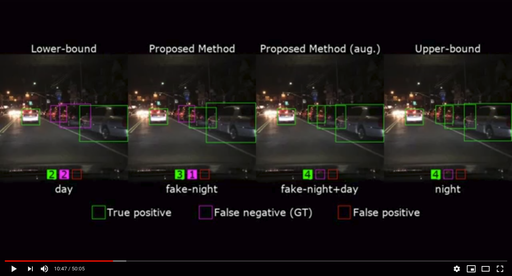 Lower-bound Proposed Method Proposed Method (aug.) Upper-bound
2 2 3 1 4 4
day fake-night fake-night+day night
True positive False negative (GT) False positive
10:47 / 50:05